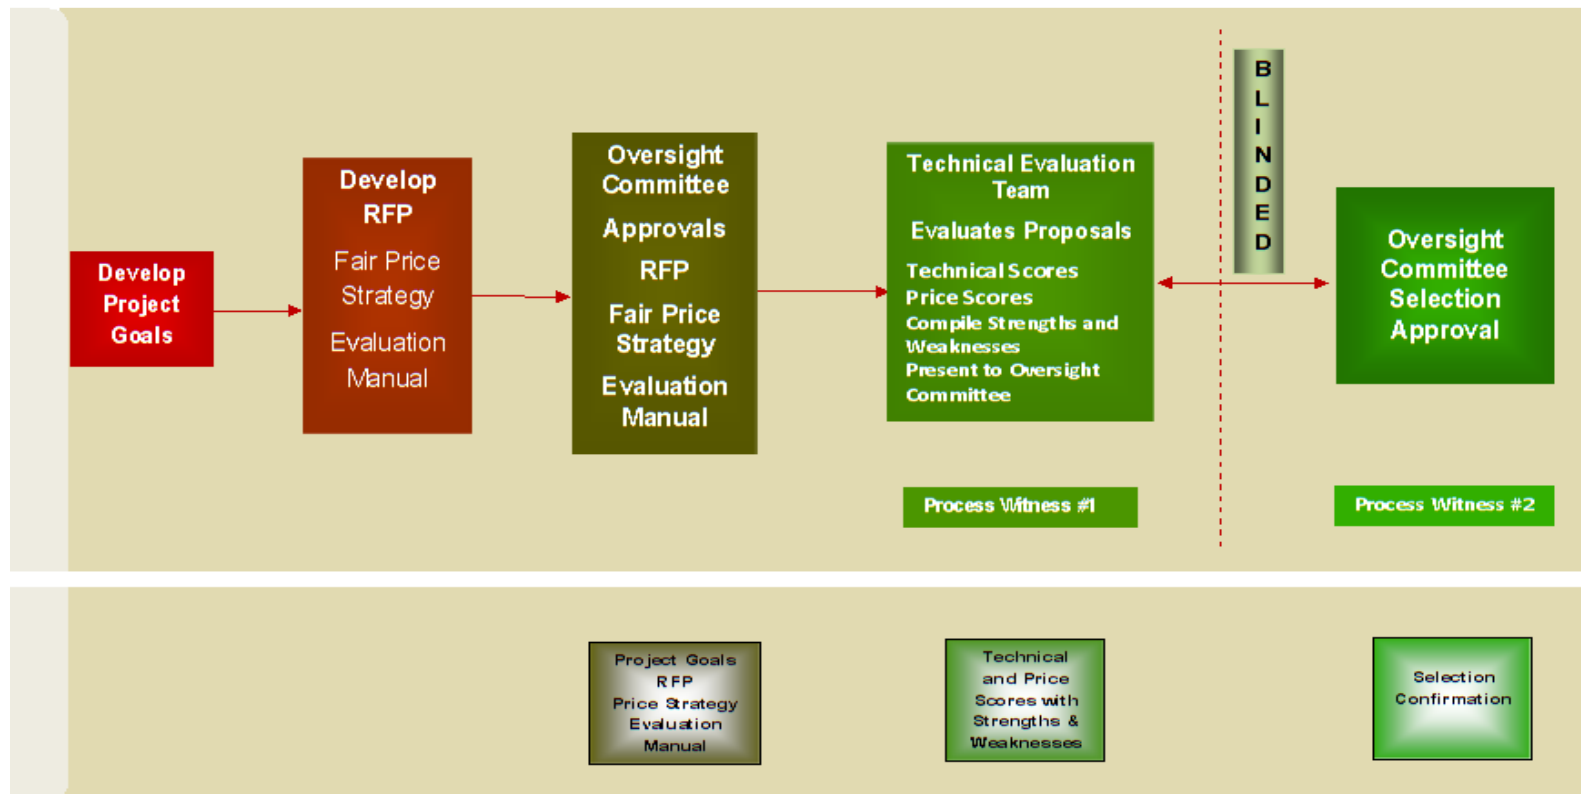 Develop
Project
Goals
Develop
RFP
Fair Price
Strategy
Evaluation
Manual
Oversight
Committee
Approvals
RFP
Fair Price
Strategy
Evaluation
Manual
Technical Evaluation
Team
Evaluates Proposals
Technical Scores
Price Scores
Compile Strengths and
Weaknesses
Present to Oversight
Committee
B
L
I
N
D
E
D
Oversight
Committee
Selection
Approval
Process Witness #1
Process Witness #2
Project Goals
RFP
Price Strategy
Evaluation
Manual
Technical
and Price
Scores with
Strengths &
Weaknesses
Selection
Confirmation